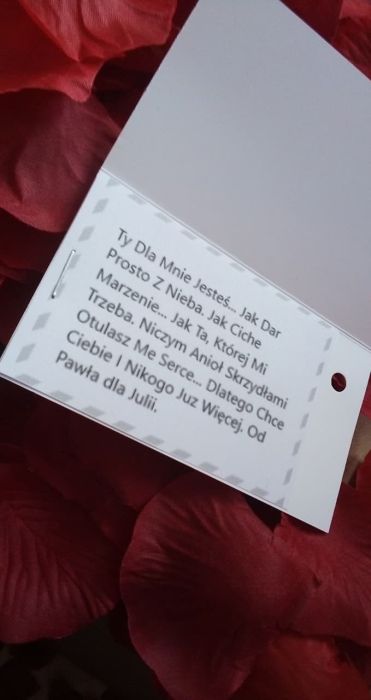 Ty Dla Mnie Jesteś... Jak Dar
Prosto Z Nieba. Jak Ciche
Marzenie... Jak Ta, Której Mi
Trzeba. Niczym Anioł Skrzydłami
Otulasz Me Serce... Dlatego Chce
Ciebie I Nikogo Juz Więcej. Od
Pawła dla Julii.